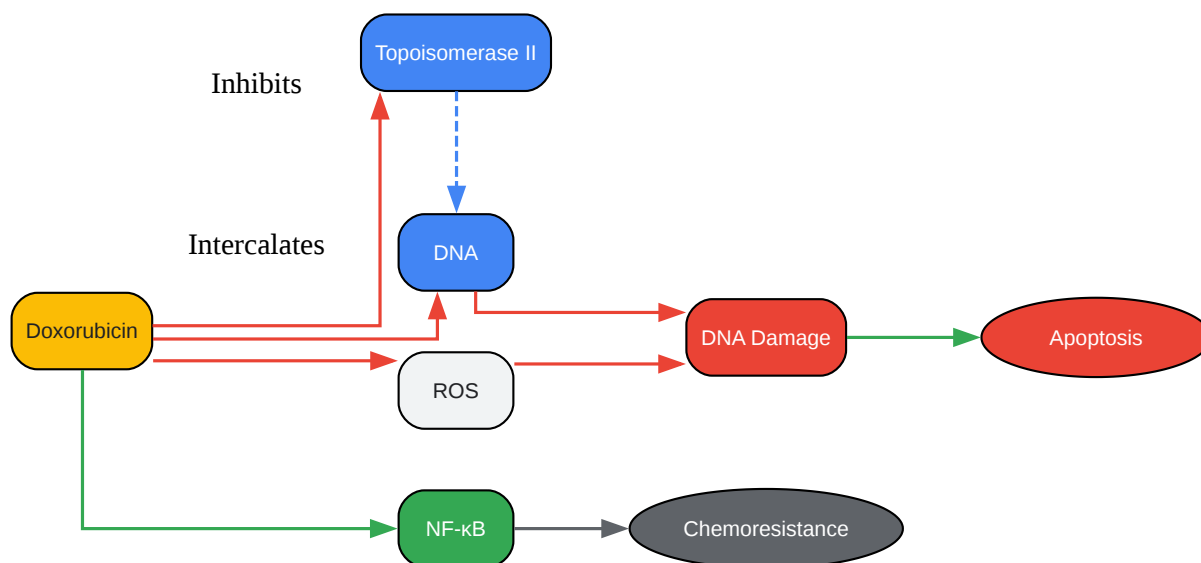 Topoisomerase II
Inhibits
Intercalates
DNA
Doxorubicin
DNA Damage
Apoptosis
ROS
NF-κB
Chemoresistance